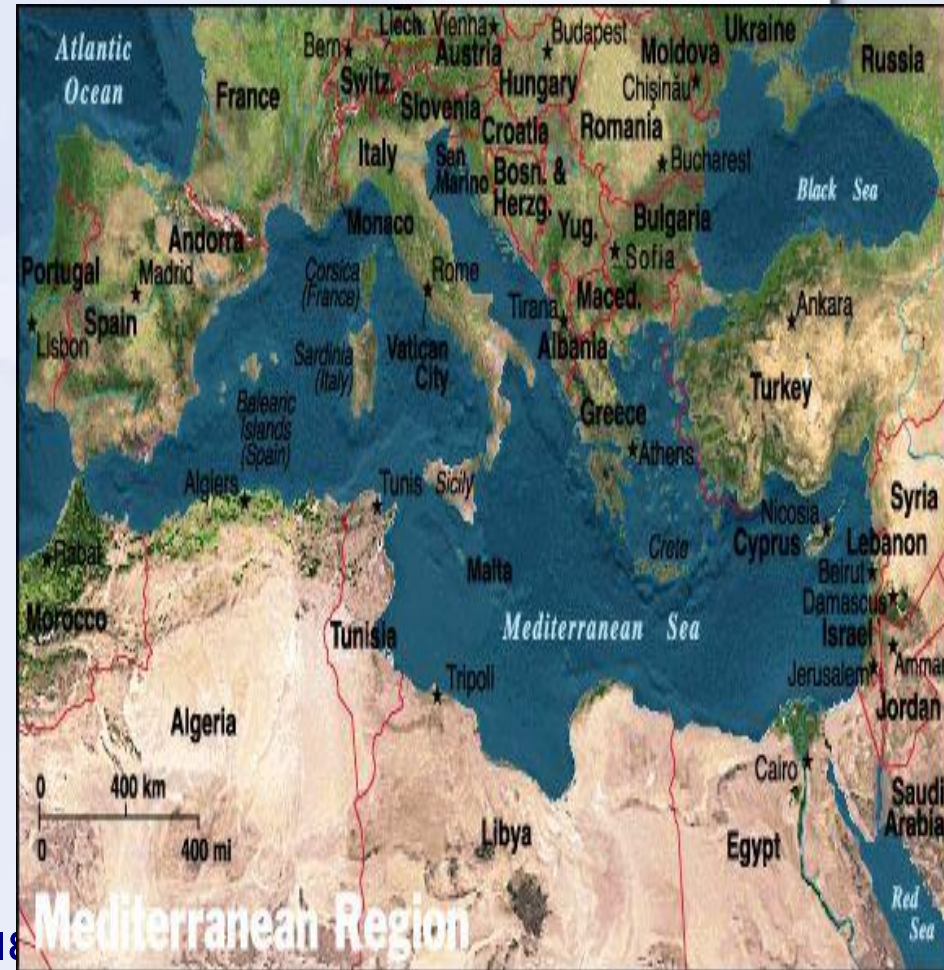 Atlantic
Ocean
Liech.
Vienna
Bern
Austria
Budapest
Moldova
Ukraine
Russia
France
Switz.
Hungary
Chişinău
Slovenia
Croatia
Romania
Italy
San
Marino
Bosn. &
Herzg.
Bucharest
Black Sea
Monaco
Yug.
Bulgaria
Andorra
Sofia
Portugal
Madrid
Corsica
(France)
Rome
Maced.
Tirana
Ankara
Spain
Lisbon
Sardinia
(Italy)
Vatican
City
Albania
Turkey
Balearic
Islands
(Spain)
Greece
Athens
Algiers
Tunis
Sicily
Syria
Nicosia
Rabat
Crete
Cyprus
Lebanon
Malta
Beirut
Damascus
Morocco
Mediterranean Sea
Israel
Tunisia
Jerusalem
Amma
Tripoli
Jordan
Algeria
Cairo
0 400 km
Saudi
Arabia
0 400 mi
Libya
Egypt
Red
Sea
Mediterranean Region
18